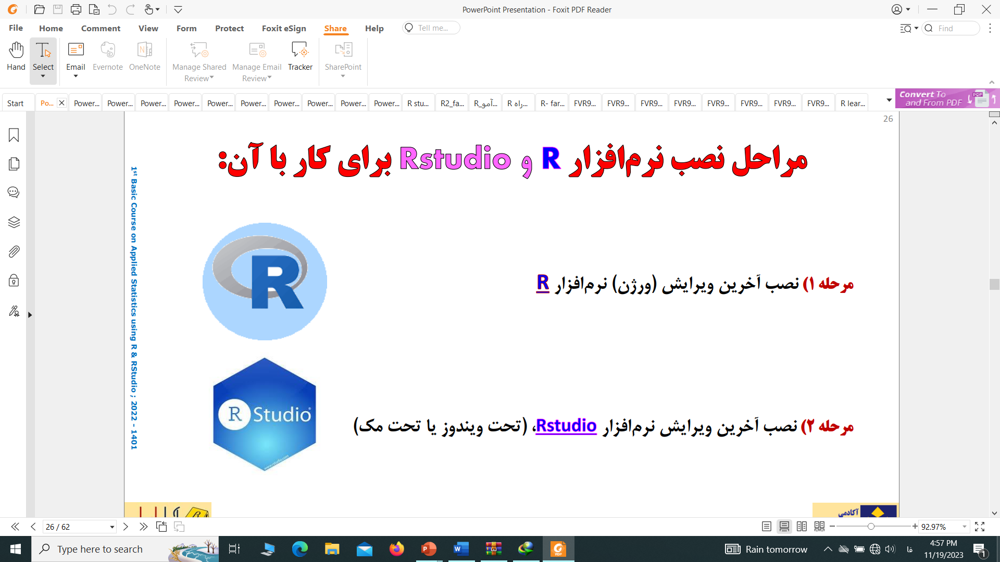 PowerPoint Presentation - Foxit PDF Reader
File Home Comment View Form Protect Foxit eSign Share Help Tell me... Find
Hand Select Email Evernote OneNote Manage Shared Review Manage Email Review Tracker SharePoint
Start Po... Power... Power... Power... Power... Power... Power... Power... Power... Power... Power... R stu... R2_fa... R_آمو... R راه... R- far... FVR9... FVR9... FVR9... FVR9... FVR9... FVR9... FVR9... FVR9... R lear...
Convert To and From PDF
PDF
26
مراحل نصب نرم‌افزار R و Rstudio برای کار با آن:
1st Basic Course on Applied Statistics using R & RStudio ; 2022 - 1401
R
مرحله ۱) نصب آخرین ویرایش (ورژن) نرم‌افزار R
R Studio
www.rstudio.com
مرحله ۲) نصب آخرین ویرایش نرم‌افزار Rstudio، (تحت ویندوز یا تحت مک)
آکادمی
26 / 62
92.97%
Type here to search
Rain tomorrow
فا
4:57 PM
11/19/2023
1